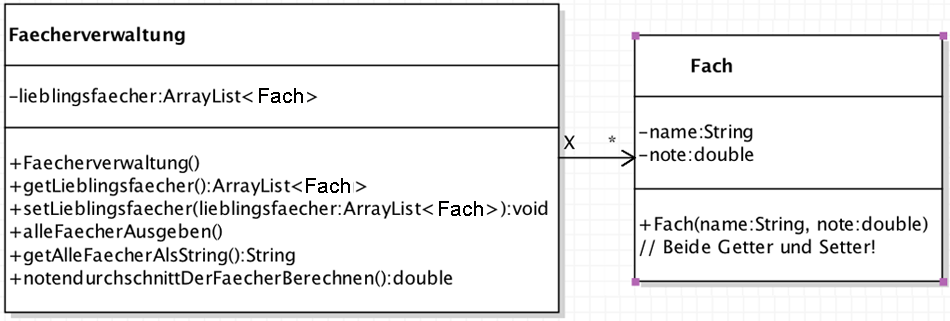 Faecherverwaltung
-lieblingsfaecher:ArrayList<Fach>
+Faecherverwaltung()
+getLieblingsfaecher():ArrayList<Fach>
+setLieblingsfaecher(lieblingsfaecher:ArrayList<Fach>):void
+alleFaecherAusgeben()
+getAlleFaecherAlsString():String
+notendurchschnittDerFaecherBerechnen():double
X *
Fach
-name:String
-note:double
+Fach(name:String, note:double)
// Beide Getter und Setter!